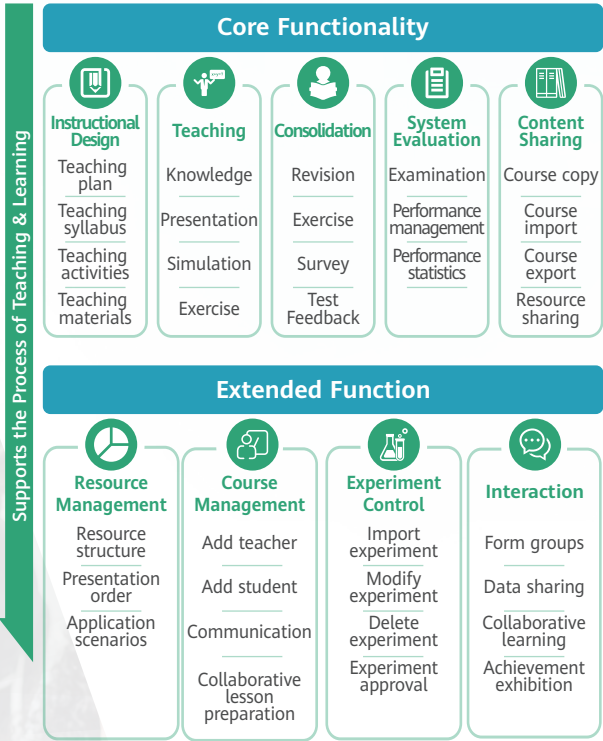 Supports the Process of Teaching & Learning
Core Functionality
Instructional
Design
Teaching
plan
Teaching
syllabus
Teaching
activities
Teaching
materials
Teaching
Knowledge
Presentation
Simulation
Exercise
Consolidation
Revision
Exercise
Survey
Test
Feedback
System
Evaluation
Examination
Performance
management
Performance
statistics
Content
Sharing
Course copy
Course
import
Course
export
Resource
sharing
Extended Function
Resource
Management
Resource
structure
Presentation
order
Application
scenarios
Course
Management
Add teacher
Add student
Communication
Collaborative
lesson
preparation
Experiment
Control
Import
experiment
Modify
experiment
Delete
experiment
Experiment
approval
Interaction
Form groups
Data sharing
Collaborative
learning
Achievement
exhibition